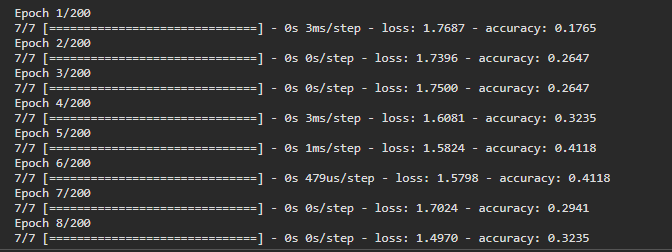 Epoch 1/200
7/7 [==============================] - 0s 3ms/step - loss: 1.7687 - accuracy: 0.1765
Epoch 2/200
7/7 [==============================] - 0s 0s/step - loss: 1.7396 - accuracy: 0.2647
Epoch 3/200
7/7 [==============================] - 0s 0s/step - loss: 1.7500 - accuracy: 0.2647
Epoch 4/200
7/7 [==============================] - 0s 3ms/step - loss: 1.6081 - accuracy: 0.3235
Epoch 5/200
7/7 [==============================] - 0s 1ms/step - loss: 1.5824 - accuracy: 0.4118
Epoch 6/200
7/7 [==============================] - 0s 479us/step - loss: 1.5798 - accuracy: 0.4118
Epoch 7/200
7/7 [==============================] - 0s 0s/step - loss: 1.7024 - accuracy: 0.2941
Epoch 8/200
7/7 [==============================] - 0s 0s/step - loss: 1.4970 - accuracy: 0.3235